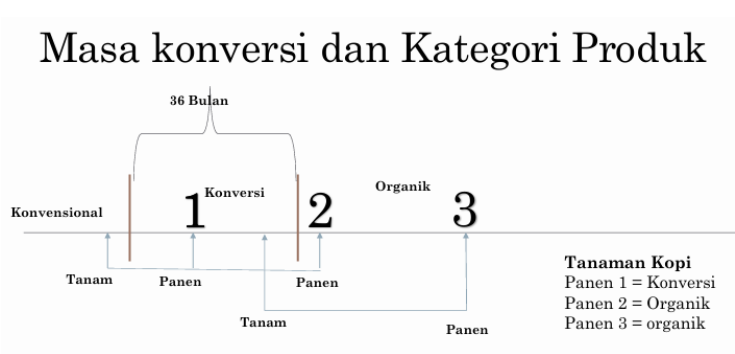 Masa konversi dan Kategori Produk
36 Bulan
Konvensional
1
Konversi
2
Organik
3
Tanam
Panen
Panen
Tanam
Panen
Tanaman Kopi
Panen 1 = Konversi
Panen 2 = Organik
Panen 3 = organik